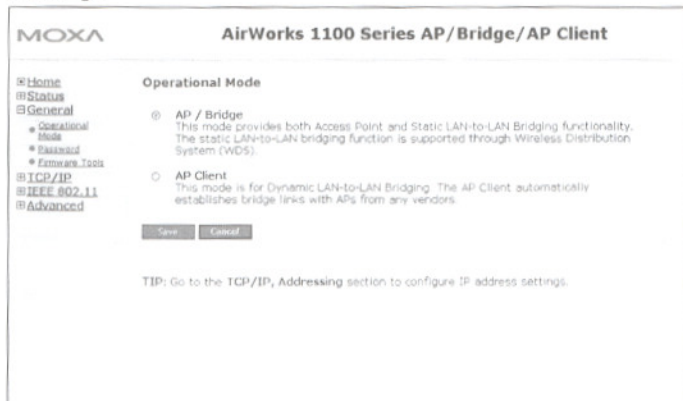 MOXA
AirWorks 1100 Series AP/Bridge/AP Client
Home
Status
General
Operational
Mode
Password
Firmware Tools
TCP/IP
IEEE 802.11
Advanced
Operational Mode
AP / Bridge
This mode provides both Access Point and Static LAN-to-LAN Bridging functionality.
The static LAN-to-LAN bridging function is supported through Wireless Distribution
System (WDS).
AP Client
This mode is for Dynamic LAN-to-LAN Bridging. The AP Client automatically
establishes bridge links with APs from any vendors.
Save Cancel
TIP: Go to the TCP/IP, Addressing section to configure IP address settings.